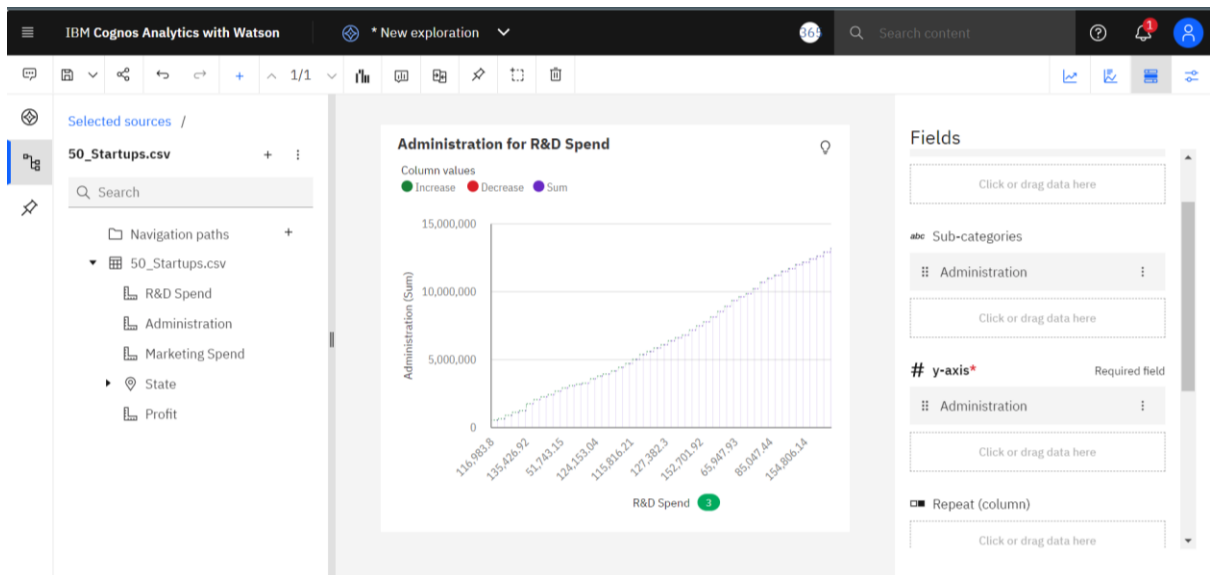 IBM Cognos Analytics with Watson
* New exploration
365
Search content
1
1/1
Selected sources /
50_Startups.csv
Search
Navigation paths
50_Startups.csv
R&D Spend
Administration
Marketing Spend
State
Profit
Administration for R&D Spend
Column values
Increase Decrease Sum
15,000,000
10,000,000
5,000,000
0
Administration (Sum)
116,983.8
135,426.92
51,743.15
124,153.04
115,816.21
127,382.3
152,701.92
65,947.93
85,047.44
154,806.14
R&D Spend 3
Fields
Click or drag data here
abc Sub-categories
Administration
Click or drag data here
# y-axis* Required field
Administration
Click or drag data here
Repeat (column)
Click or drag data here